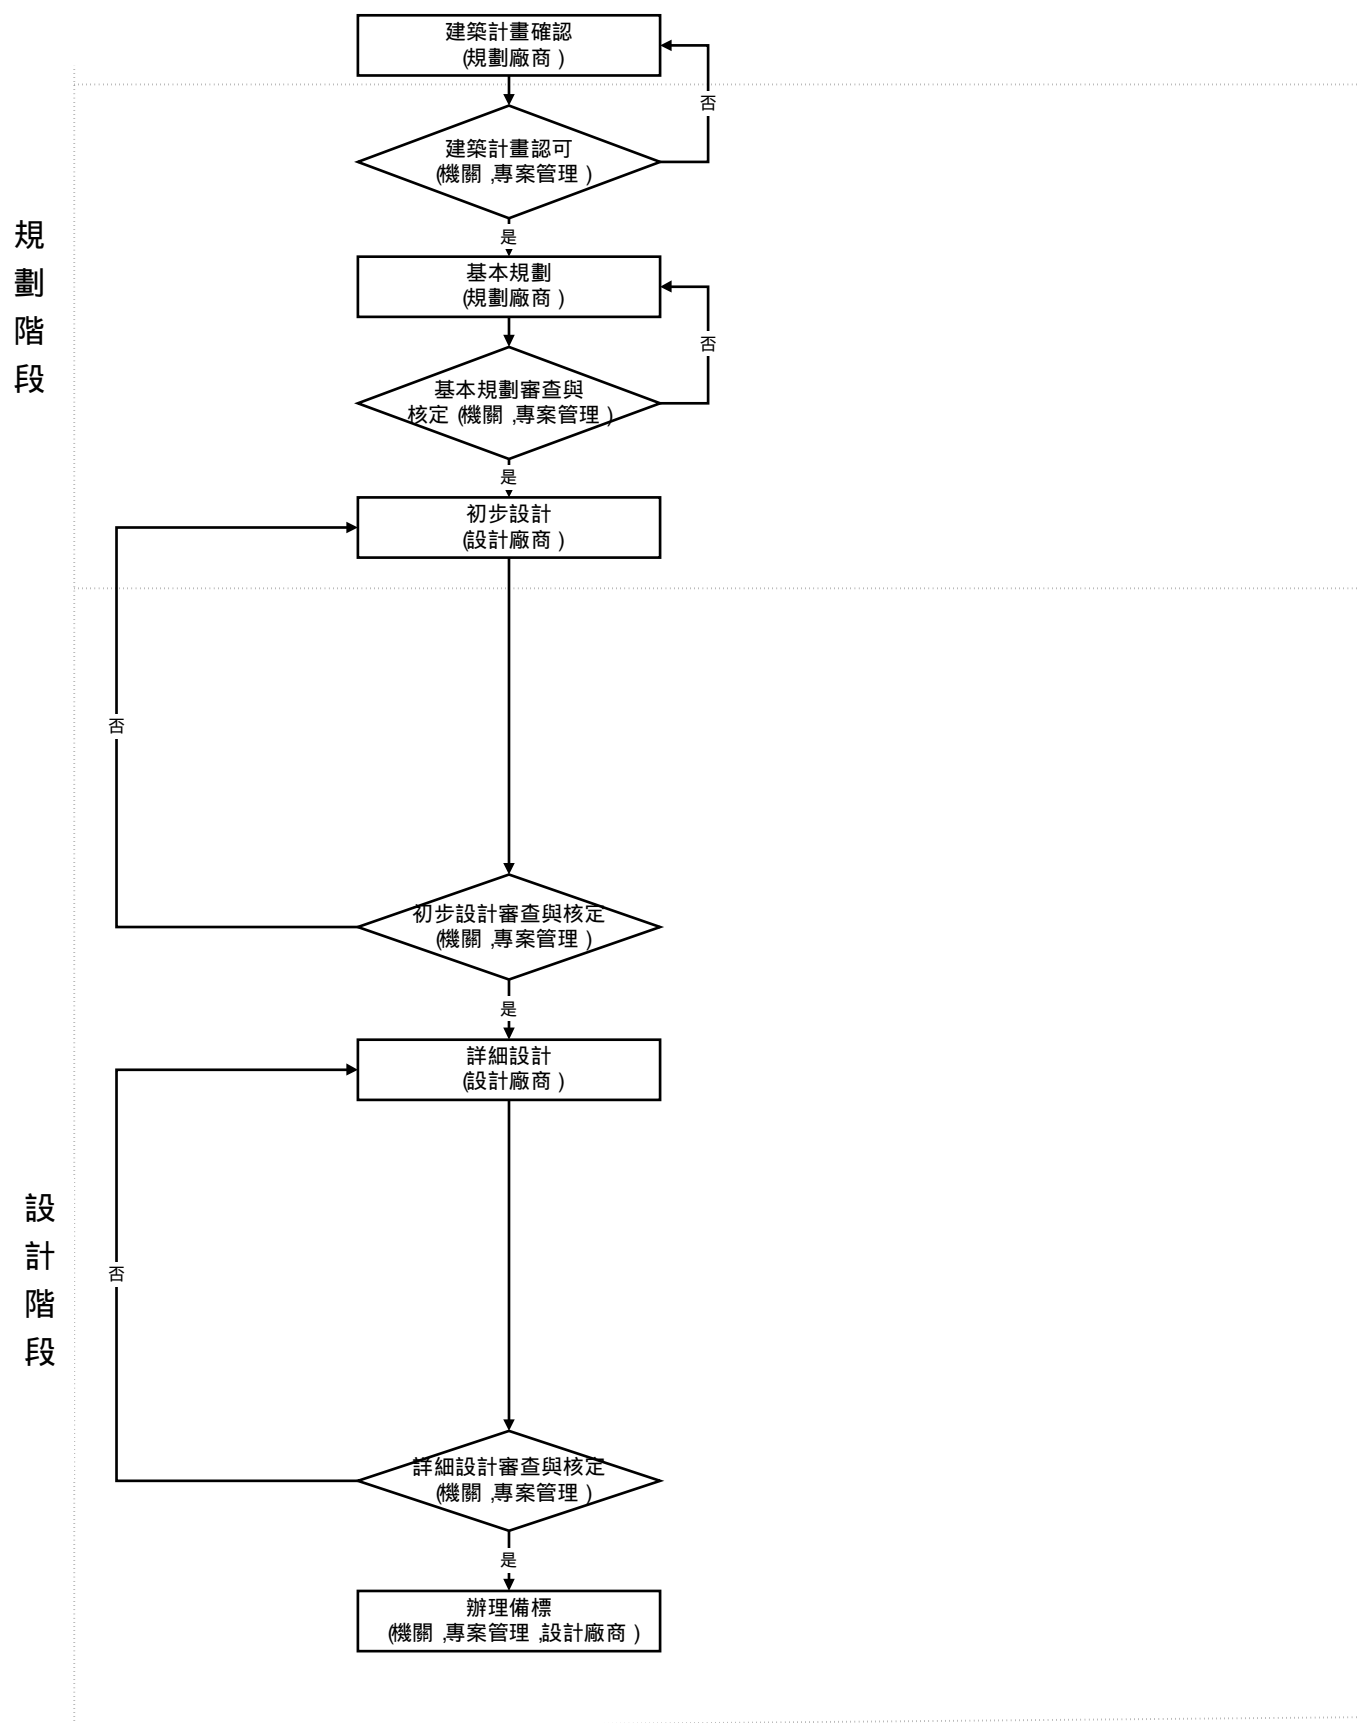 建築計畫確認
(規劃廠商)
否
建築計畫認可
(機關,專案管理)
是
規
劃
階
段
基本規劃
(規劃廠商)
否
基本規劃審查與
核定(機關,專案管理)
是
初步設計
(設計廠商)
否
初步設計審查與核定
(機關,專案管理)
是
詳細設計
(設計廠商)
設
計
階
段
否
詳細設計審查與核定
(機關,專案管理)
是
辦理備標
(機關,專案管理,設計廠商)